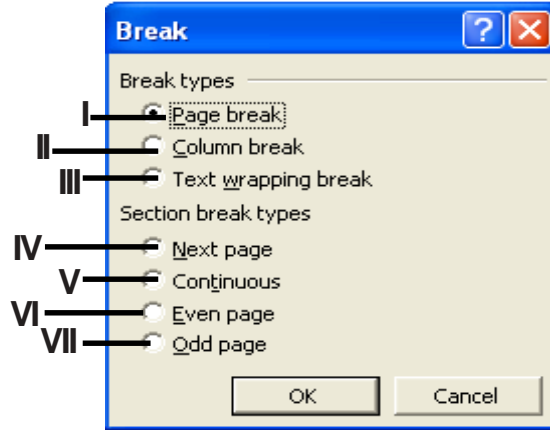 Break
Break types
I Page break
II Column break
III Text wrapping break
Section break types
IV Next page
V Continuous
VI Even page
VII Odd page
OK Cancel